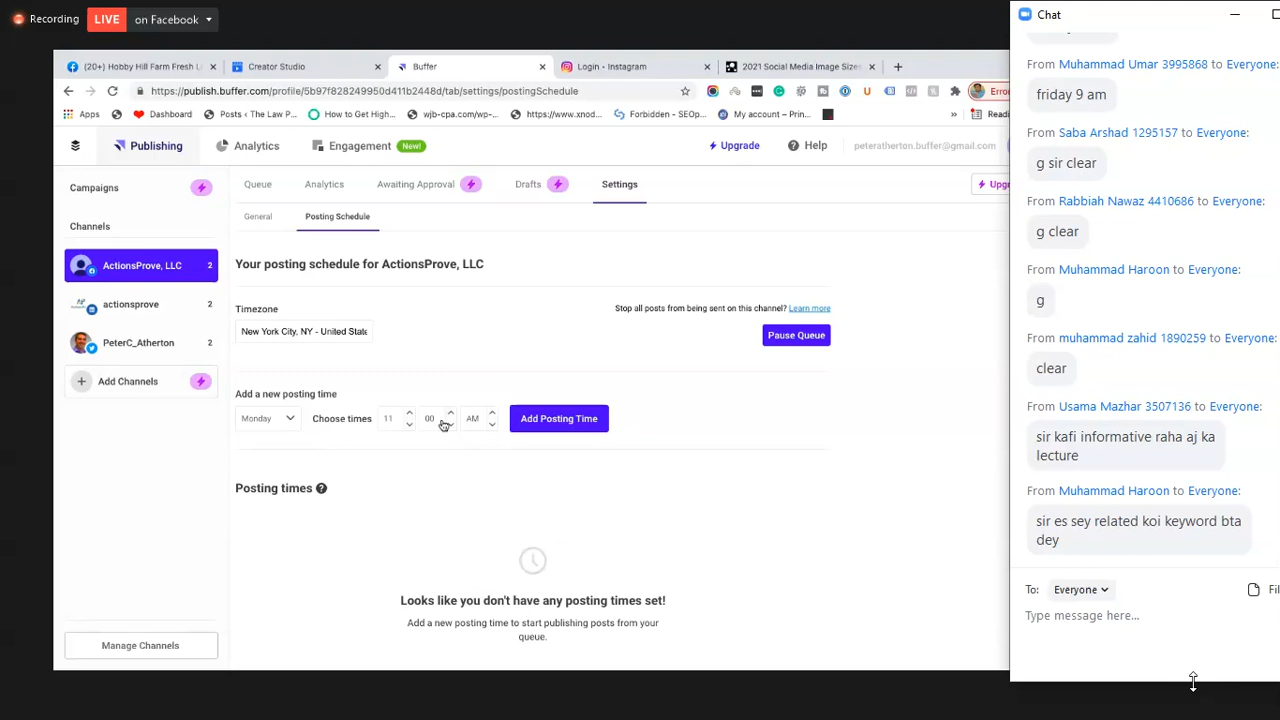 Recording
LIVE
on Facebook
(20+) Hobby Hill Farm Fresh L
Creator Studio
Buffer
Login • Instagram
2021 Social Media Image Sizes
https://publish.buffer.com/profile/5b97f828249950d411b2448d/tab/settings/postingSchedule
Error
Apps
Dashboard
Posts ‹ The Law P...
How to Get High...
wjb-cpa.com/wp-...
https://www.xnod...
Forbidden - SEOp...
My account – Prin...
Readi
Publishing
Analytics
Engagement
New!
Upgrade
Help
peteratherton.buffer@gmail.com
Campaigns
Channels
ActionsProve, LLC 2
actionsprove 2
PeterC_Atherton 2
Add Channels
Manage Channels
Queue
Analytics
Awaiting Approval
Drafts
Settings
Upg
General
Posting Schedule
Your posting schedule for ActionsProve, LLC
Timezone
New York City, NY - United State
Stop all posts from being sent on this channel? Learn more
Pause Queue
Add a new posting time
Monday
Choose times
11
00
AM
Add Posting Time
Posting times
Looks like you don't have any posting times set!
Add a new posting time to start publishing posts from your
queue.
Chat
From Muhammad Umar 3995868 to Everyone:
friday 9 am
From Saba Arshad 1295157 to Everyone:
g sir clear
From Rabbiah Nawaz 4410686 to Everyone:
g clear
From Muhammad Haroon to Everyone:
g
From muhammad zahid 1890259 to Everyone:
clear
From Usama Mazhar 3507136 to Everyone:
sir kafi informative raha aj ka
lecture
From Muhammad Haroon to Everyone:
sir es sey related koi keyword bta
dey
To:
Everyone
Fil
Type message here...